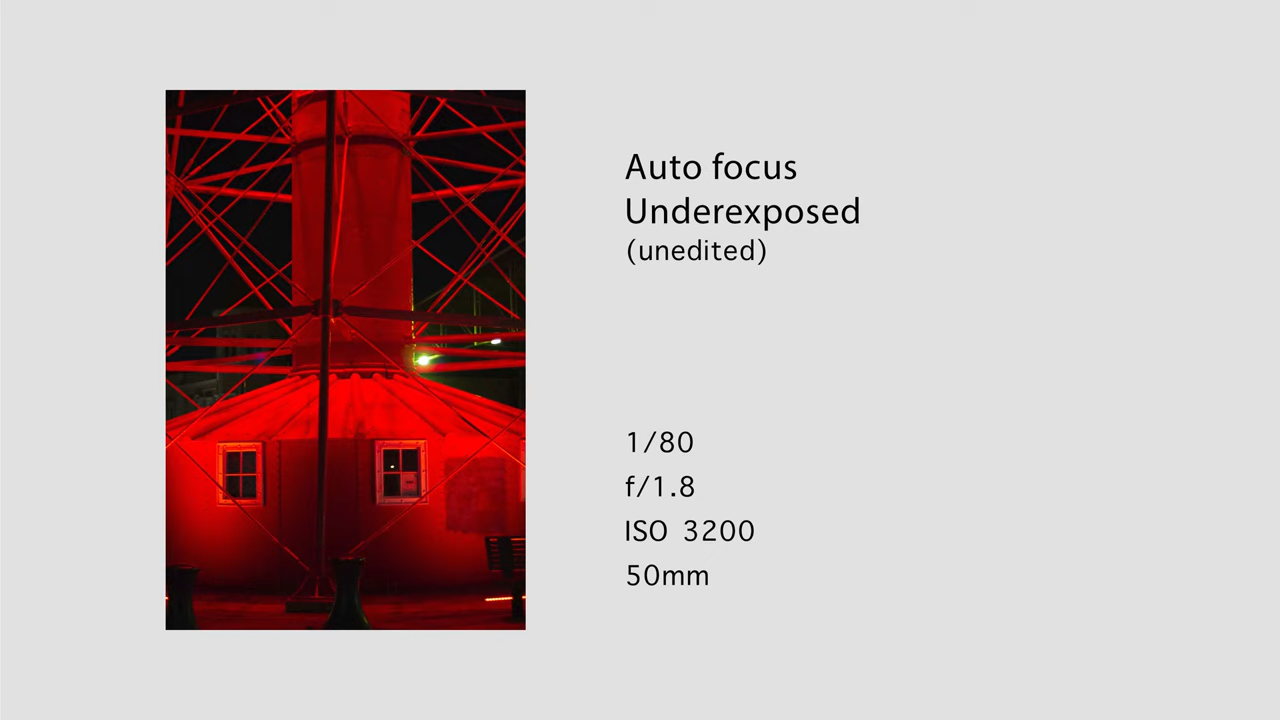 Auto focus
Underexposed
(unedited)
1/80
f/1.8
ISO 3200
50mm